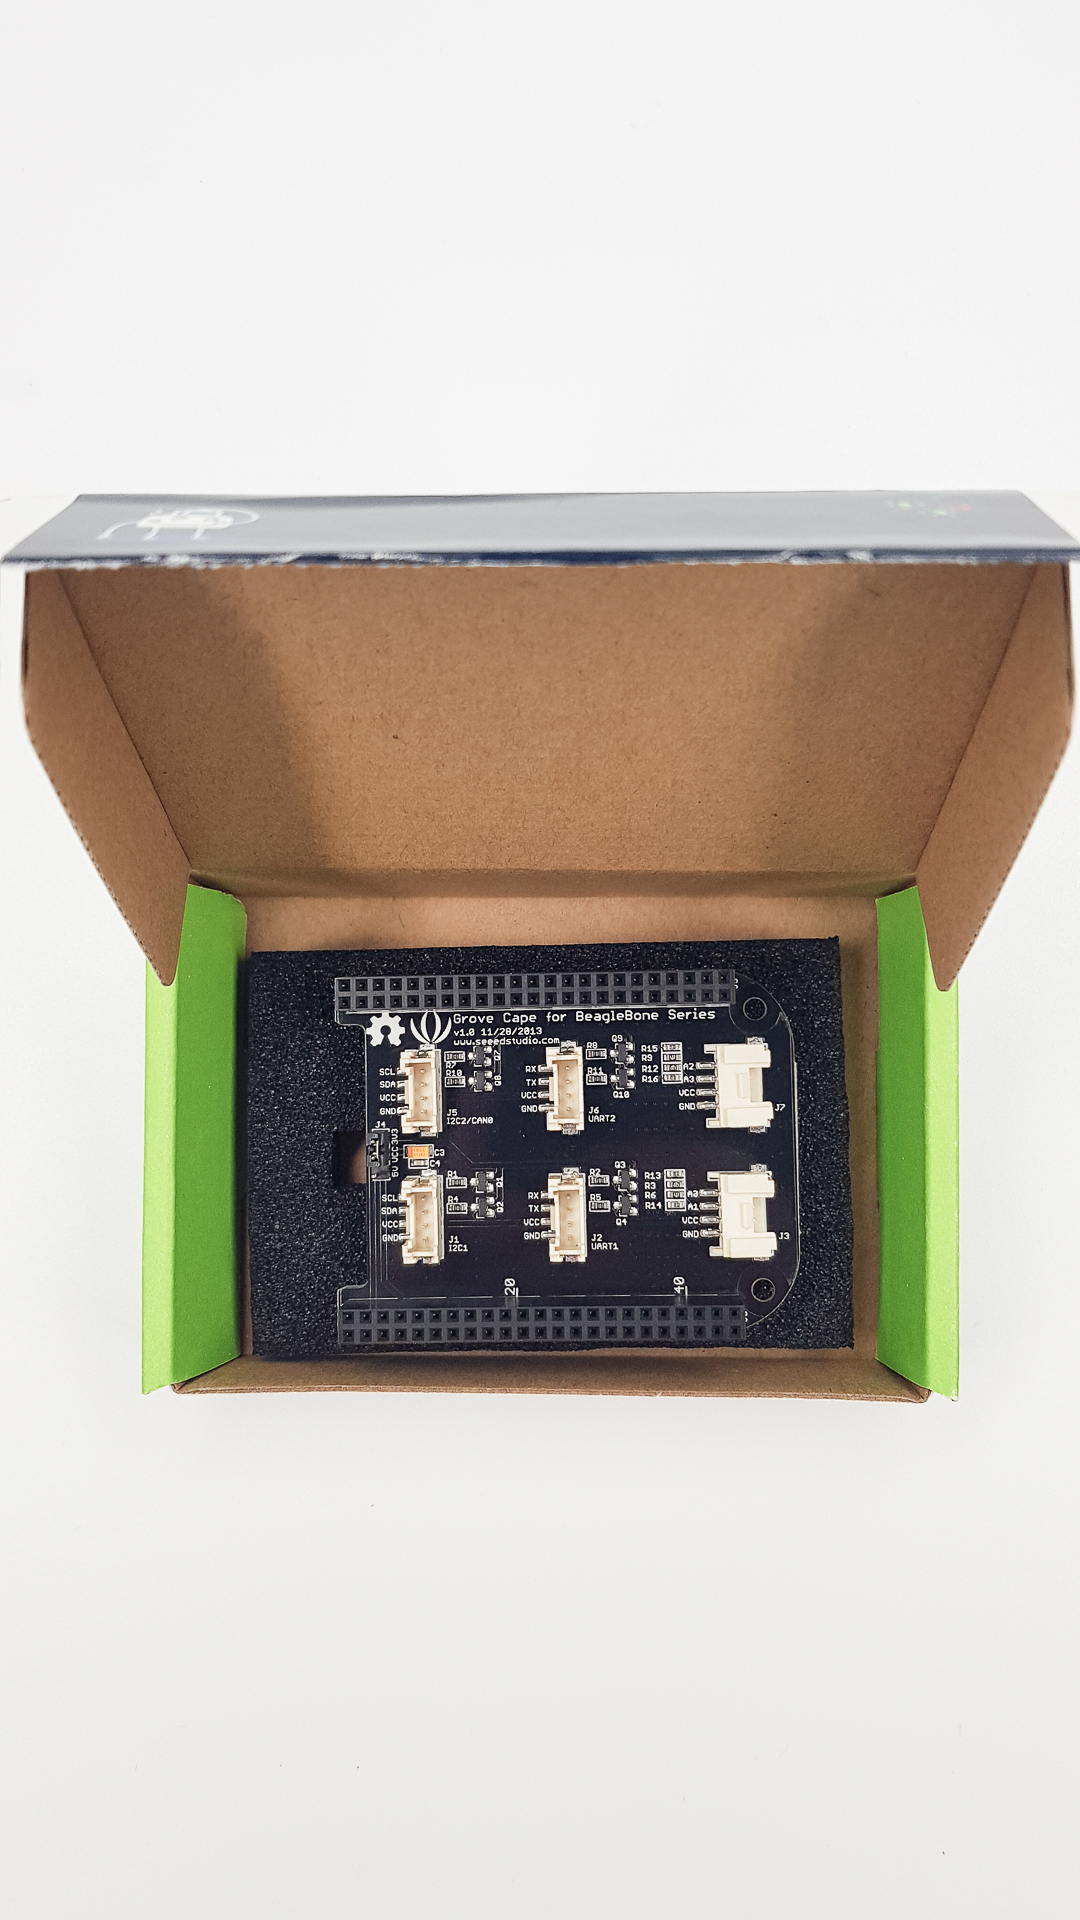 Grove Cape for BeagleBone Series
v1.0 11/28/2013
www.seeedstudio.com
Q9
R7
Q7
R8
R15
R9
R10
Q8
R11
R12
R16
Q10
SCL
SDA
VCC
GND
RX
TX
VCC
GND
A2
A3
VCC
GND
J5
I2C2/CAN0
J6
UART2
J7
J4
5V VCC 3V3
C3
C4
R1
Q1
R2
Q3
R13
R3
R4
Q2
R5
R6
R14
Q4
SCL
SDA
VCC
GND
RX
TX
VCC
GND
A0
A1
VCC
GND
J1
I2C1
J2
UART1
J3
20
40